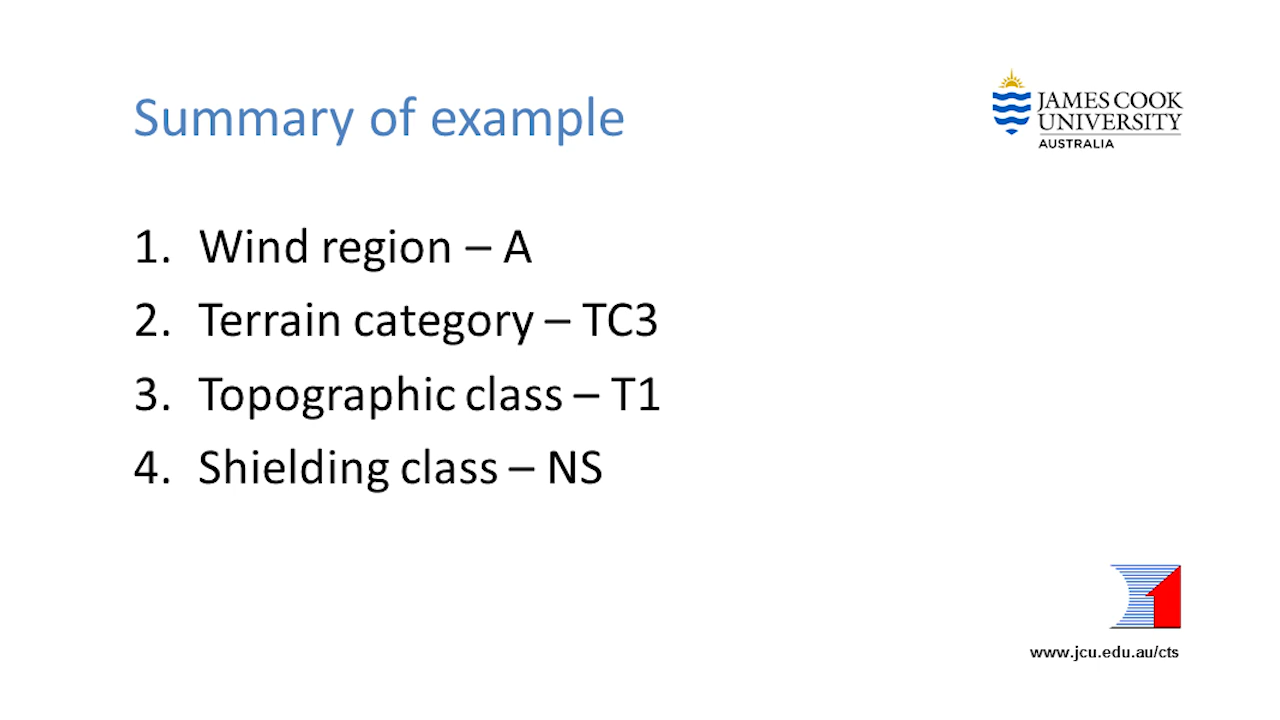 Summary of example
JAMES COOK
UNIVERSITY
AUSTRALIA
1. Wind region – A
2. Terrain category – TC3
3. Topographic class – T1
4. Shielding class – NS
www.jcu.edu.au/cts